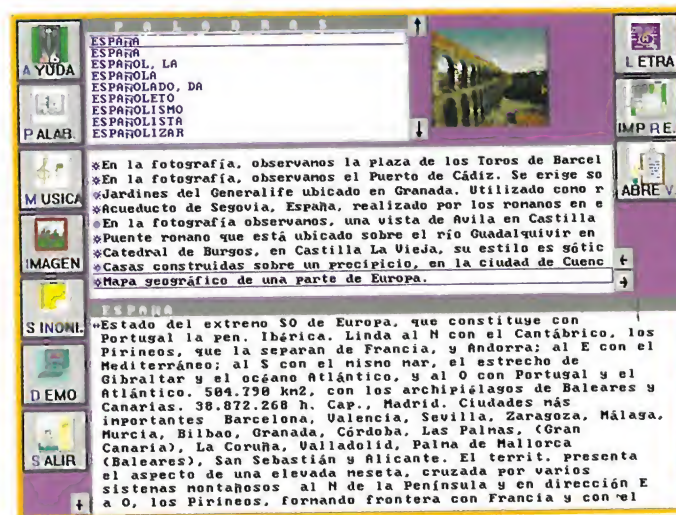 PALABRAS
ESPAÑA
ESPAÑA
ESPAÑOL, LA
ESPAÑOLA
ESPAÑOLADO, DA
ESPAÑOLETO
ESPAÑOLISMO
ESPAÑOLISTA
ESPAÑOLIZAR
AYUDA
PALAB.
MUSICA
IMAGEN
SINONI.
DEMO
SALIR
LETRA
IMPRE.
ABREV.
En la fotografía, observamos la plaza de los Toros de Barcel
En la fotografía, observamos el Puerto de Cádiz. Se erige so
Jardines del Generalife ubicado en Granada. Utilizado como r
Acueducto de Segovia, España, realizado por los romanos en e
En la fotografía observamos, una vista de Avila en Castilla
Puente romano que está ubicado sobre el río Guadalquivir en
Catedral de Burgos, en Castilla La Vieja, su estilo es gótic
Casas construidas sobre un precipicio, en la ciudad de Cuenc
Mapa geográfico de una parte de Europa.
ESPAÑA
Estado del extremo SO de Europa, que constituye con
Portugal la pen. Ibérica. Linda al N con el Cantábrico, los
Pirineos, que la separan de Francia, y Andorra; al E con el
Mediterráneo; al S con el mismo mar, el estrecho de
Gibraltar y el océano Atlántico, y al O con Portugal y el
Atlántico. 504.790 km2, con los archipiélagos de Baleares y
Canarias. 38.872.268 h. Cap., Madrid. Ciudades más
importantes Barcelona, Valencia, Sevilla, Zaragoza, Málaga,
Murcia, Bilbao, Granada, Córdoba, Las Palmas, (Gran
Canaria), La Coruña, Valladolid, Palma de Mallorca
(Baleares), San Sebastián y Alicante. El territ. presenta
el aspecto de una elevada meseta, cruzada por varios
sistemas montañosos al N de la Península y en dirección E
a O, los Pirineos, formando frontera con Francia y con el